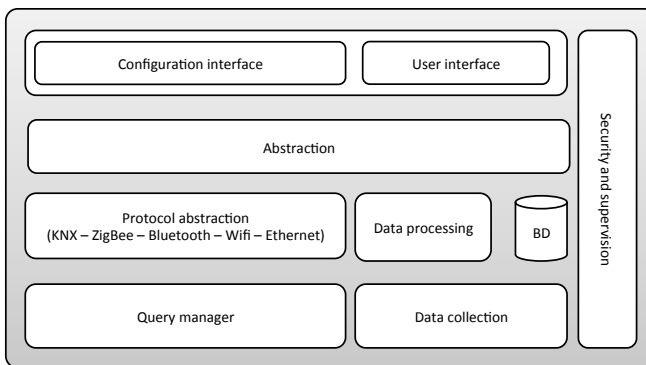 Configuration interface
User interface
Abstraction
Protocol abstraction
(KNX – ZigBee – Bluetooth – Wifi – Ethernet)
Data processing
BD
Query manager
Data collection
Security and supervision